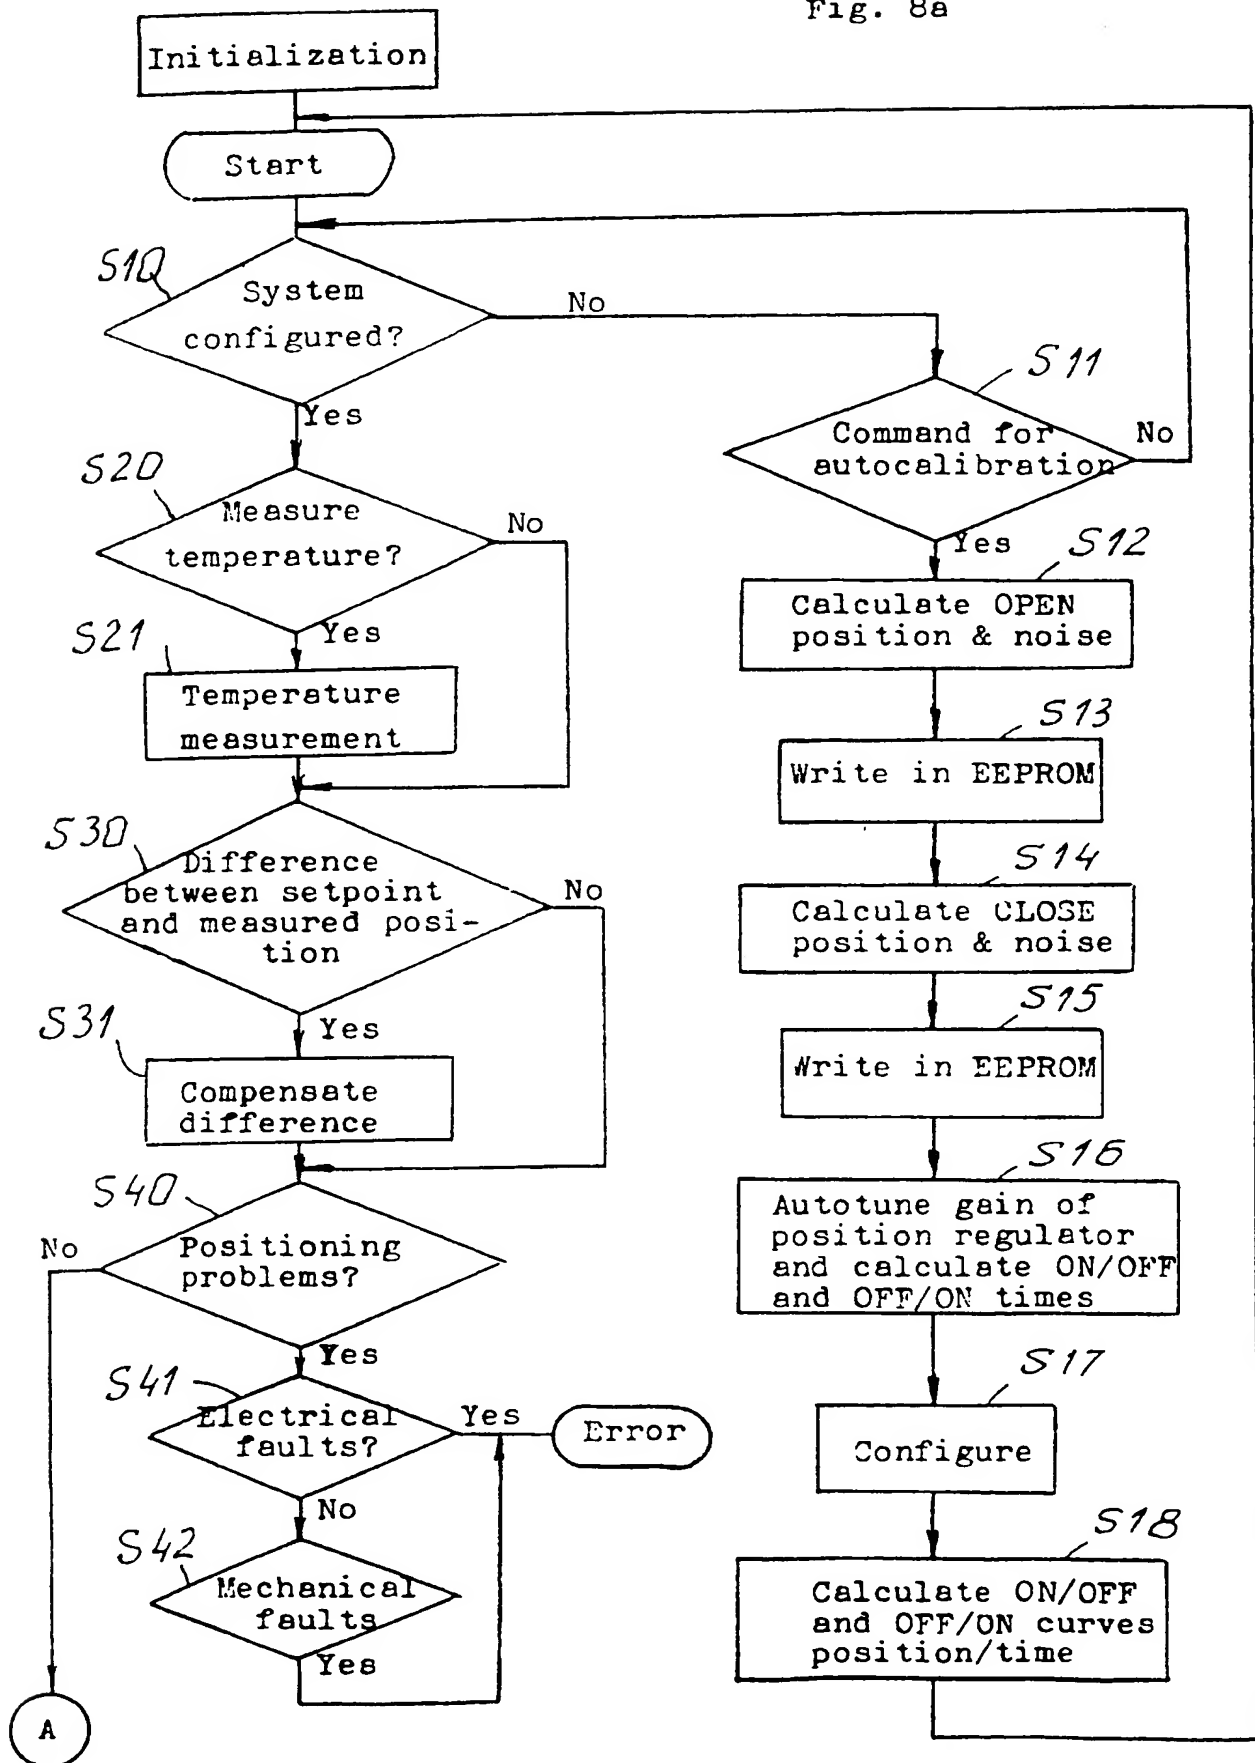 Fig. 8a
Initialization
Start
S10
System
configured?
No
Yes
S11
Command for
autocalibration
No
Yes
S20
Measure
temperature?
No
Yes
S21
Temperature
measurement
S12
Calculate OPEN
position & noise
S13
Write in EEPROM
S30
Difference
between setpoint
and measured posi-
tion
No
Yes
S14
Calculate CLOSE
position & noise
S31
Compensate
difference
S15
Write in EEPROM
S40
Positioning
problems?
No
Yes
S16
Autotune gain of
position regulator
and calculate ON/OFF
and OFF/ON times
S41
Electrical
faults?
Yes
Error
No
S17
Configure
S42
Mechanical
faults
Yes
S18
Calculate ON/OFF
and OFF/ON curves
position/time
A